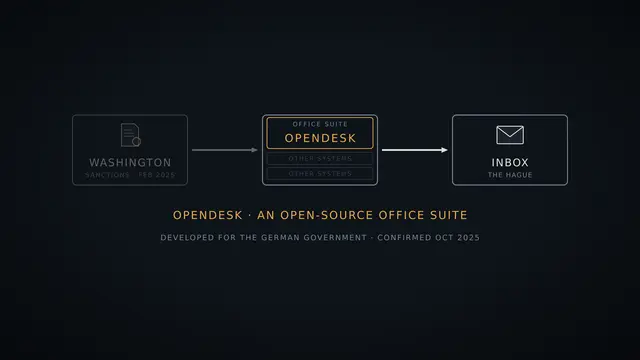 OFFICE SUITE
OPENDESK
OTHER SYSTEMS
OTHER SYSTEMS
WASHINGTON
SANCTIONS · FEB 2025
INBOX
THE HAGUE
OPENDESK · AN OPEN-SOURCE OFFICE SUITE
DEVELOPED FOR THE GERMAN GOVERNMENT · CONFIRMED OCT 2025